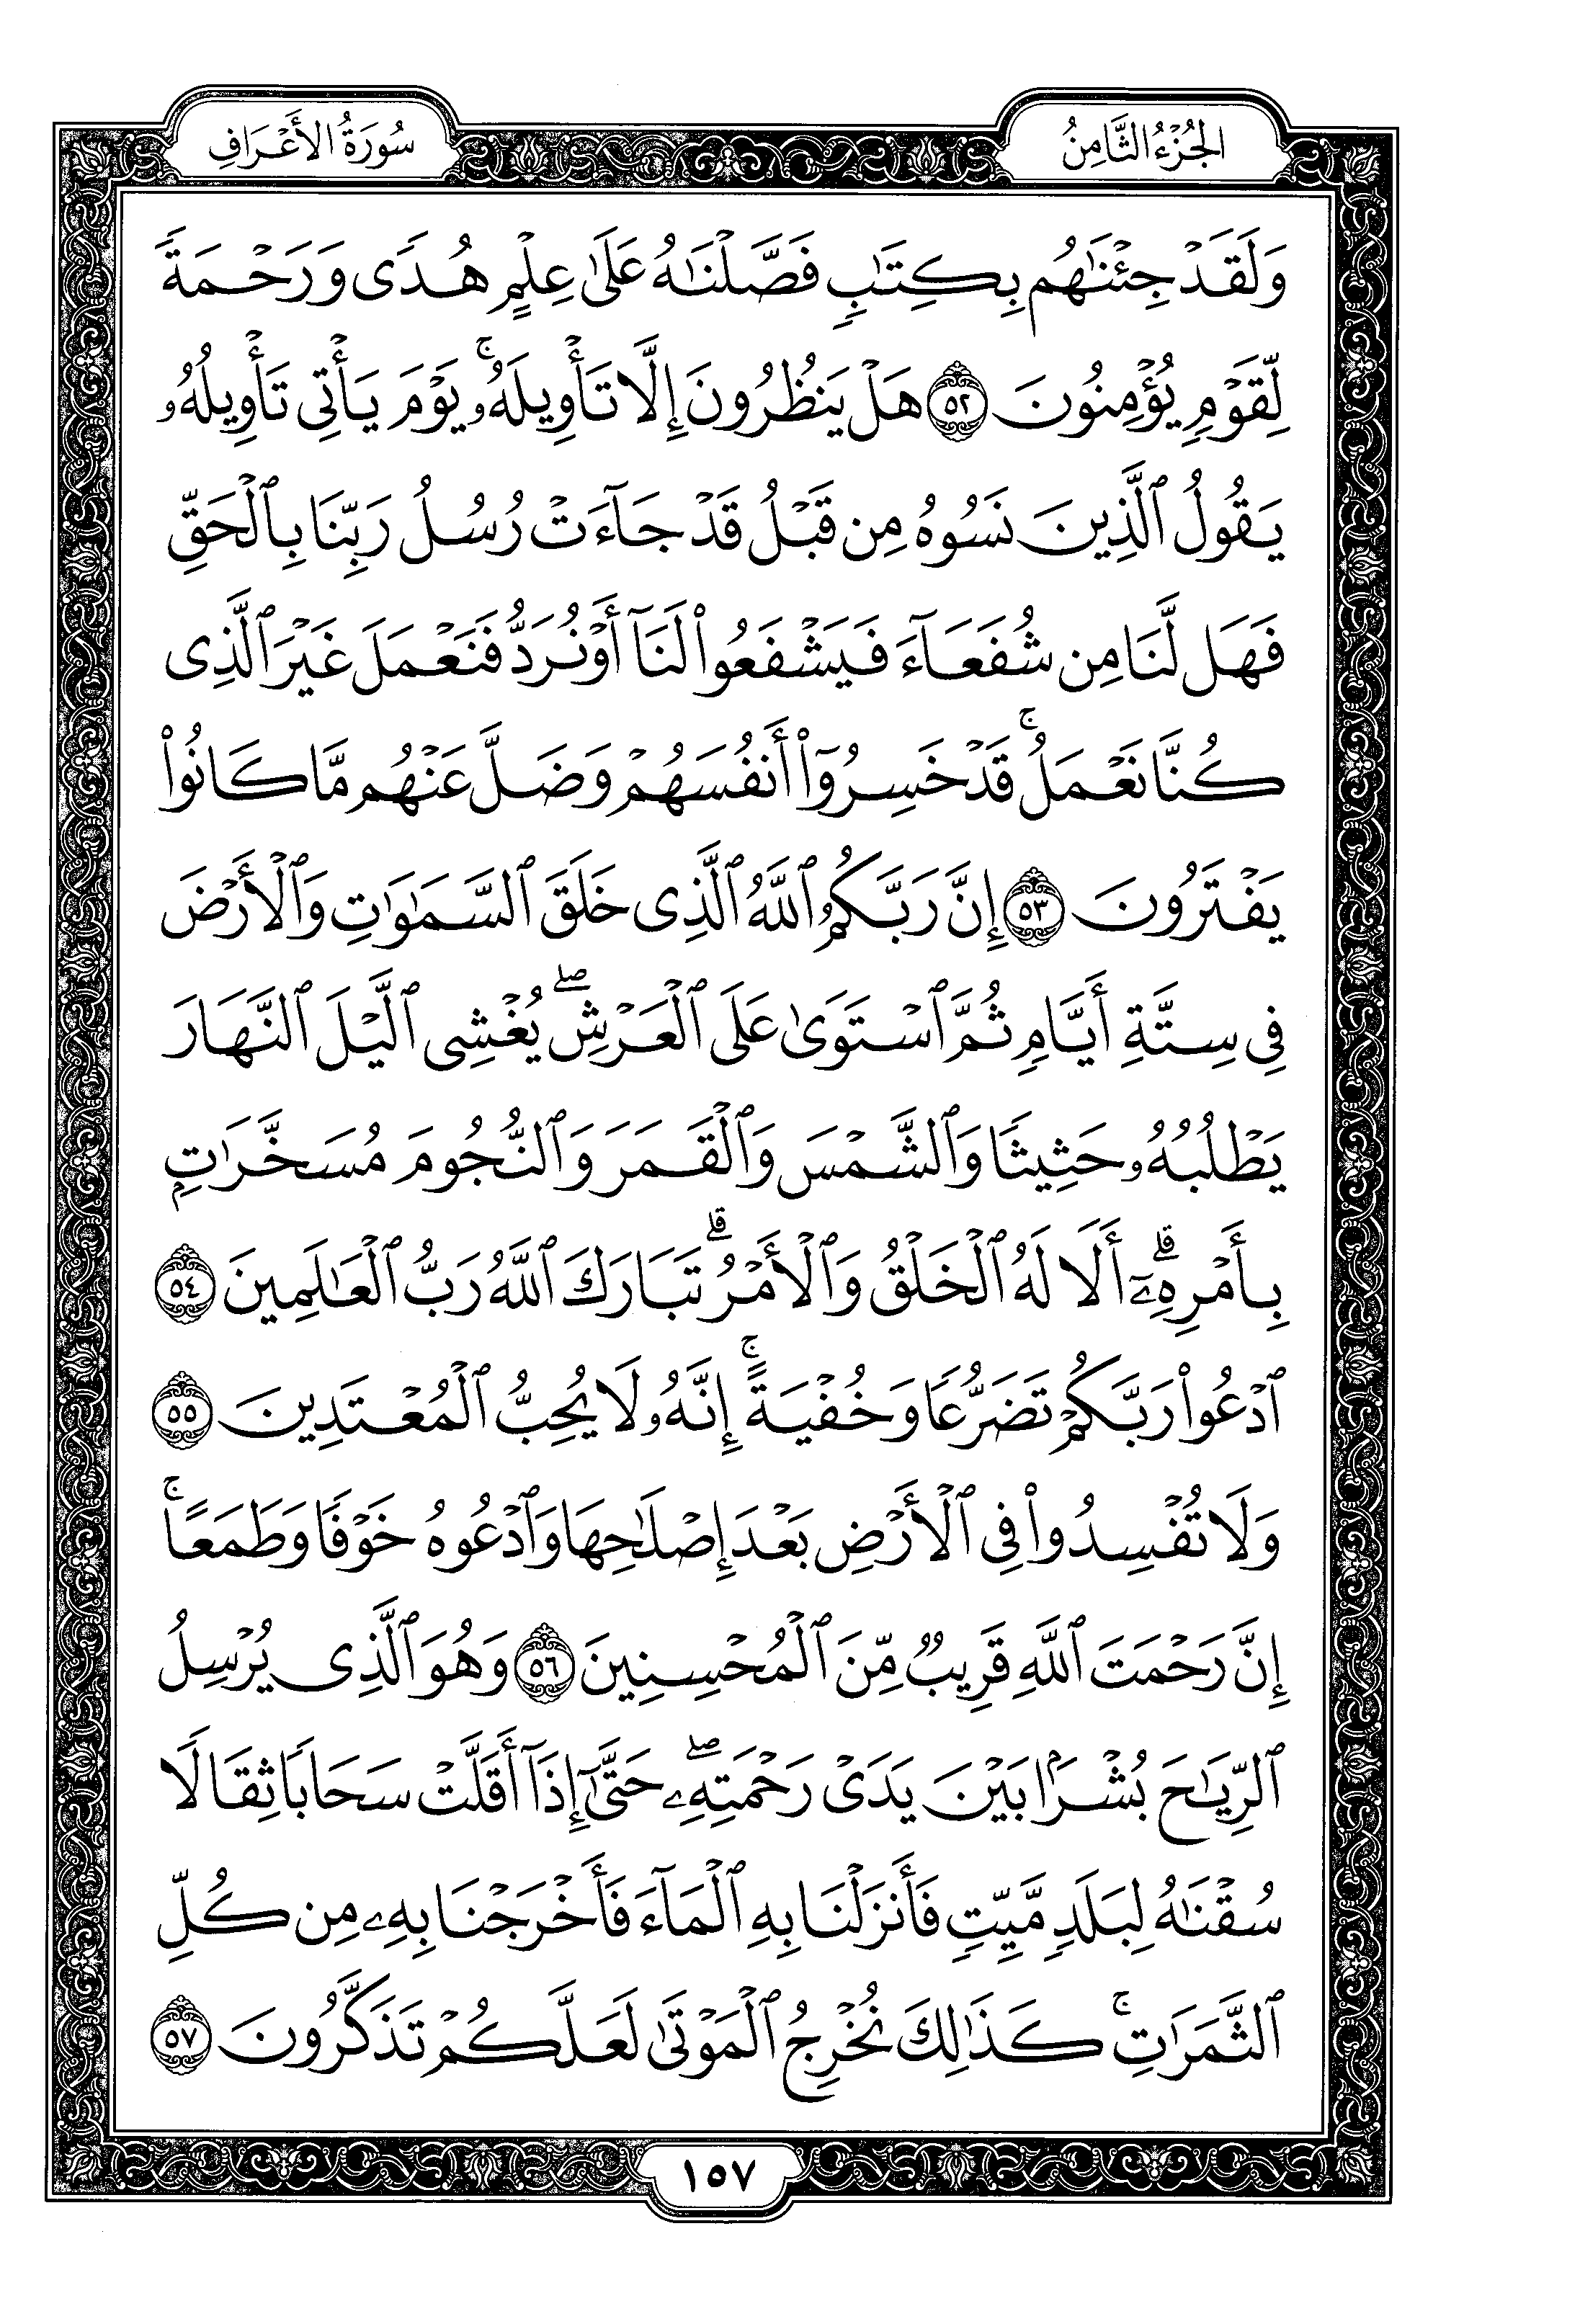 الجُزْءُ الثَّامِنُ
سُورَةُ الأَعْرَافِ
وَلَقَدۡ جِئۡنَٰهُم بِكِتَٰبٖ فَصَّلۡنَٰهُ عَلَىٰ عِلۡمٍ هُدٗى وَرَحۡمَةٗ
لِّقَوۡمٖ يُؤۡمِنُونَ ٥٢ هَلۡ يَنظُرُونَ إِلَّا تَأۡوِيلَهُۥۚ يَوۡمَ يَأۡتِي تَأۡوِيلُهُۥ
يَقُولُ ٱلَّذِينَ نَسُوهُ مِن قَبۡلُ قَدۡ جَآءَتۡ رُسُلُ رَبِّنَا بِٱلۡحَقِّ
فَهَل لَّنَا مِن شُفَعَآءَ فَيَشۡفَعُواْ لَنَآ أَوۡ نُرَدُّ فَنَعۡمَلَ غَيۡرَ ٱلَّذِي
كُنَّا نَعۡمَلُۚ قَدۡ خَسِرُوٓاْ أَنفُسَهُمۡ وَضَلَّ عَنۡهُم مَّا كَانُواْ
يَفۡتَرُونَ ٥٣ إِنَّ رَبَّكُمُ ٱللَّهُ ٱلَّذِي خَلَقَ ٱلسَّمَٰوَٰتِ وَٱلۡأَرۡضَ
فِي سِتَّةِ أَيَّامٖ ثُمَّ ٱسۡتَوَىٰ عَلَى ٱلۡعَرۡشِۖ يُغۡشِي ٱلَّيۡلَ ٱلنَّهَارَ
يَطۡلُبُهُۥ حَثِيثٗا وَٱلشَّمۡسَ وَٱلۡقَمَرَ وَٱلنُّجُومَ مُسَخَّرَٰتِۭ
بِأَمۡرِهِۦٓۗ أَلَا لَهُ ٱلۡخَلۡقُ وَٱلۡأَمۡرُۗ تَبَارَكَ ٱللَّهُ رَبُّ ٱلۡعَٰلَمِينَ ٥٤
ٱدۡعُواْ رَبَّكُمۡ تَضَرُّعٗا وَخُفۡيَةًۚ إِنَّهُۥ لَا يُحِبُّ ٱلۡمُعۡتَدِينَ ٥٥
وَلَا تُفۡسِدُواْ فِي ٱلۡأَرۡضِ بَعۡدَ إِصۡلَٰحِهَا وَٱدۡعُوهُ خَوۡفٗا وَطَمَعًاۚ
إِنَّ رَحۡمَتَ ٱللَّهِ قَرِيبٞ مِّنَ ٱلۡمُحۡسِنِينَ ٥٦ وَهُوَ ٱلَّذِي يُرۡسِلُ
ٱلرِّيَٰحَ بُشۡرَۢا بَيۡنَ يَدَيۡ رَحۡمَتِهِۦۖ حَتَّىٰٓ إِذَآ أَقَلَّتۡ سَحَابٗا ثِقَالٗا
سُقۡنَٰهُ لِبَلَدٖ مَّيِّتٖ فَأَنزَلۡنَا بِهِ ٱلۡمَآءَ فَأَخۡرَجۡنَا بِهِۦ مِن كُلِّ
ٱلثَّمَرَٰتِۚ كَذَٰلِكَ نُخۡرِجُ ٱلۡمَوۡتَىٰ لَعَلَّكُمۡ تَذَكَّرُونَ ٥٧
١٥٧